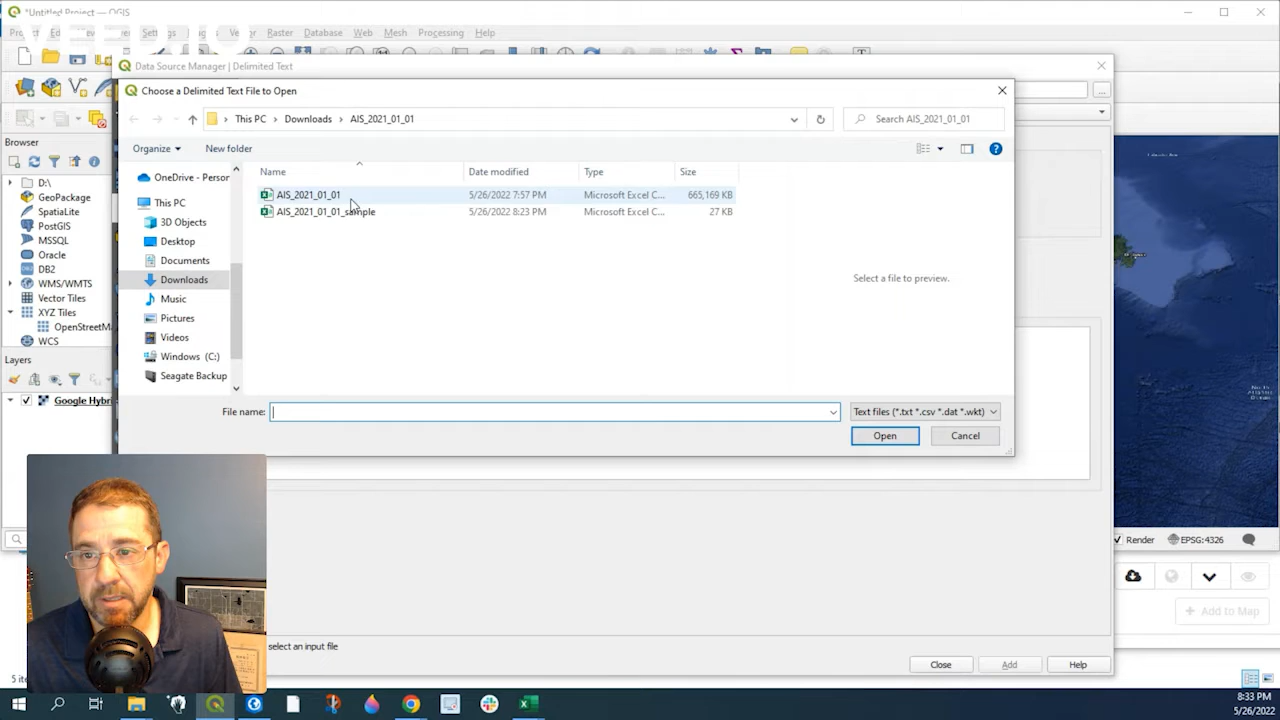 *Untitled Project — QGIS
Settings
Raster Database Web Mesh Processing Help
Data Source Manager | Delimited Text
Choose a Delimited Text File to Open
This PC > Downloads > AIS_2021_01_01
Search AIS_2021_01_01
Organize
New folder
Browser
D:\
GeoPackage
SpatiaLite
PostGIS
MSSQL
Oracle
DB2
WMS/WMTS
Vector Tiles
XYZ Tiles
OpenStreetMa
WCS
Layers
Google Hybri
OneDrive - Person
This PC
3D Objects
Desktop
Documents
Downloads
Music
Pictures
Videos
Windows (C:)
Seagate Backup
Name Date modified Type Size
AIS_2021_01_01 5/26/2022 7:57 PM Microsoft Excel C... 665,169 KB
AIS_2021_01_01_sample 5/26/2022 8:23 PM Microsoft Excel C... 27 KB
Select a file to preview.
File name:
Text files (*.txt *.csv *.dat *.wkt)
Open
Cancel
Render
EPSG:4326
Add to Map
select an input file
Close
Add
Help
5 ite
8:33 PM
5/26/2022